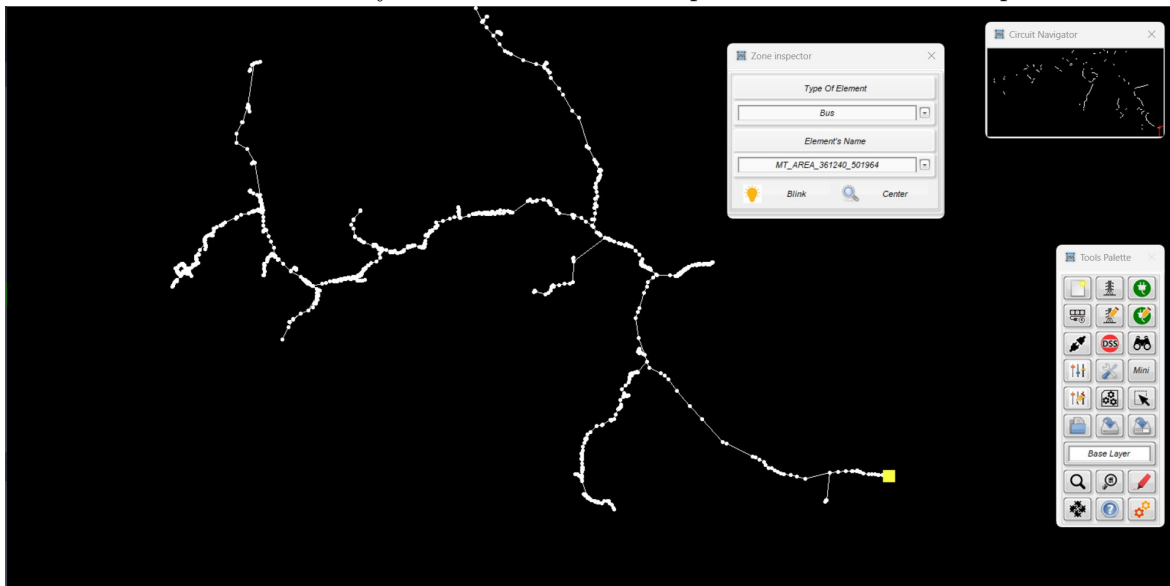 Zone inspector
Type Of Element
Bus
Element's Name
MT_AREA_361240_501964
Blink
Center
Circuit Navigator
Tools Palette
DSS
Mini
Base Layer